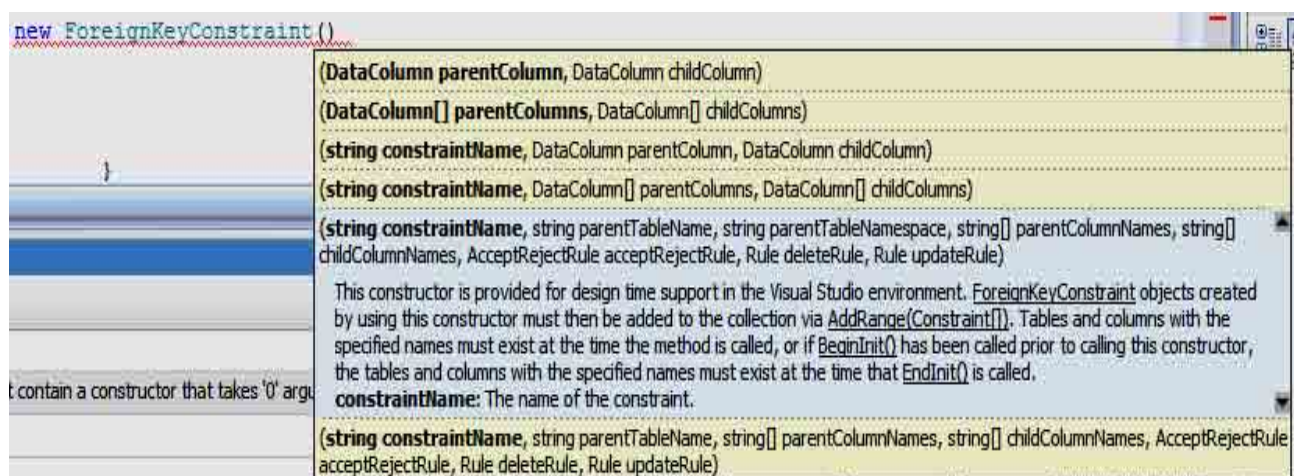 new ForeignKeyConstraint()
(DataColumn parentColumn, DataColumn childColumn)
(DataColumn[] parentColumns, DataColumn[] childColumns)
(string constraintName, DataColumn parentColumn, DataColumn childColumn)
}
(string constraintName, DataColumn[] parentColumns, DataColumn[] childColumns)
(string constraintName, string parentTableName, string parentTableNamespace, string[] parentColumnNames, string[]
childColumnNames, AcceptRejectRule acceptRejectRule, Rule deleteRule, Rule updateRule)
This constructor is provided for design time support in the Visual Studio environment. ForeignKeyConstraint objects created
by using this constructor must then be added to the collection via AddRange(Constraint[]). Tables and columns with the
specified names must exist at the time the method is called, or if BeginInit() has been called prior to calling this constructor,
the tables and columns with the specified names must exist at the time that EndInit() is called.
t contain a constructor that takes '0' argu
constraintName: The name of the constraint.
(string constraintName, string parentTableName, string[] parentColumnNames, string[] childColumnNames, AcceptRejectRule
acceptRejectRule, Rule deleteRule, Rule updateRule)